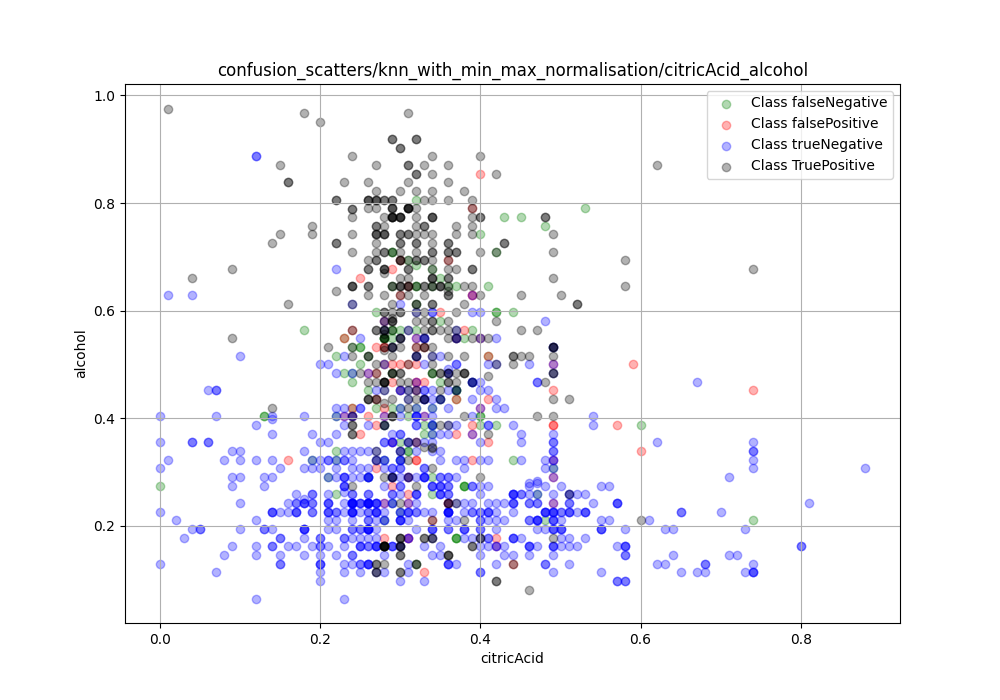 confusion_scatters/knn_with_min_max_normalisation/citricAcid_alcohol
Class falseNegative
Class falsePositive
Class trueNegative
Class TruePositive
1.0
0.8
0.6
0.4
0.2
alcohol
0.0 0.2 0.4 0.6 0.8
citricAcid